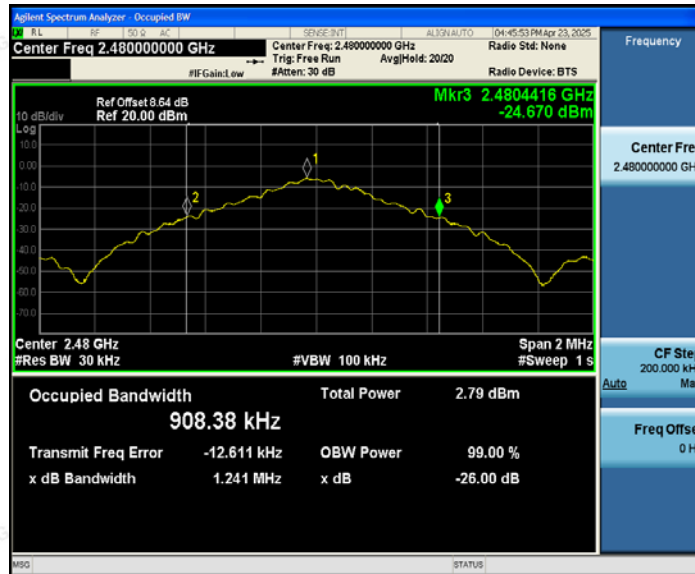 Agilent Spectrum Analyzer - Occupied BW
RL RF 50 Ω AC SENSE:INT ALIGN AUTO 04:45:53 PM Apr 23, 2025
Center Freq 2.480000000 GHz
Center Freq: 2.480000000 GHz
Radio Std: None
Trig: Free Run Avg|Hold: 20/20
#IFGain:Low #Atten: 30 dB Radio Device: BTS
Ref Offset 8.64 dB
10 dB/div Ref 20.00 dBm
Log
Mkr3 2.4804416 GHz
-24.670 dBm
10.0
0.00
-10.0
-20.0
-30.0
-40.0
-50.0
-60.0
-70.0
1
2
3
Center 2.48 GHz Span 2 MHz
#Res BW 30 kHz #VBW 100 kHz #Sweep 1 s
Occupied Bandwidth Total Power 2.79 dBm
908.38 kHz
Transmit Freq Error -12.611 kHz OBW Power 99.00 %
x dB Bandwidth 1.241 MHz x dB -26.00 dB
MSG STATUS
Frequency
Center Fre
2.480000000 GH
CF Ste
200.000 kH
Auto Ma
Freq Offse
0 H